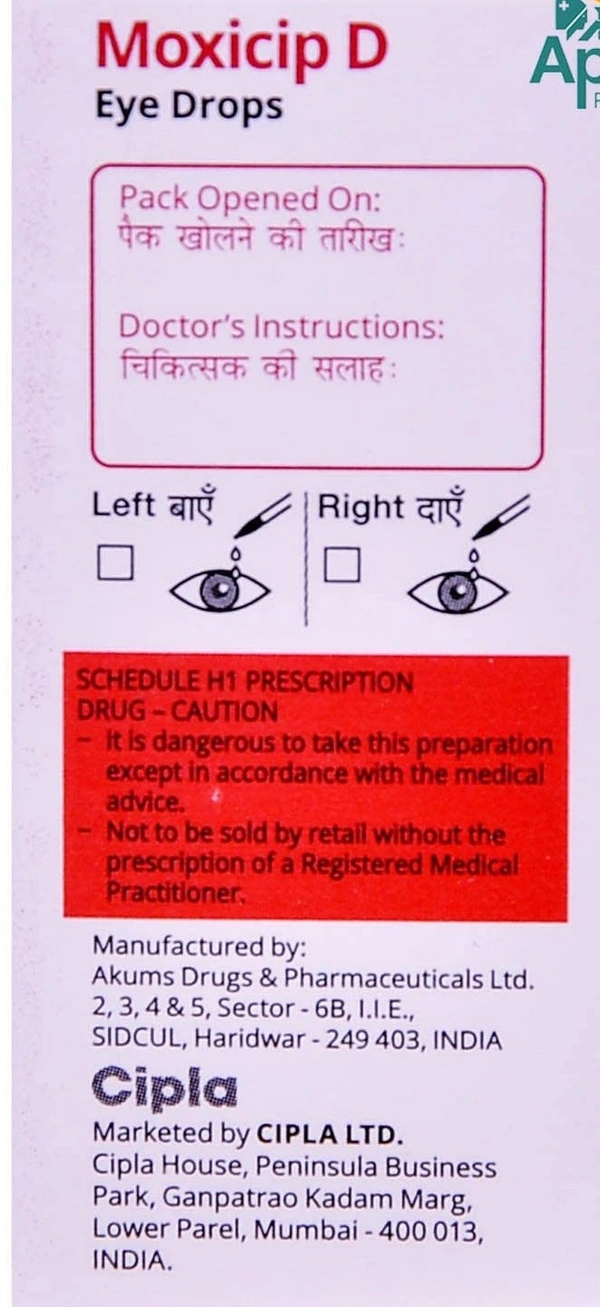 Moxicip D
Eye Drops
Pack Opened On:
पैक खोलने की तारीख:
Doctor's Instructions:
चिकित्सक की सलाह:
Left बाएँ
Right दाएँ
SCHEDULE H1 PRESCRIPTION
DRUG – CAUTION
– It is dangerous to take this preparation
except in accordance with the medical
advice.
– Not to be sold by retail without the
prescription of a Registered Medical
Practitioner.
Manufactured by:
Akums Drugs & Pharmaceuticals Ltd.
2, 3, 4 & 5, Sector - 6B, I.I.E.,
SIDCUL, Haridwar - 249 403, INDIA
Cipla
Marketed by CIPLA LTD.
Cipla House, Peninsula Business
Park, Ganpatrao Kadam Marg,
Lower Parel, Mumbai - 400 013,
INDIA.